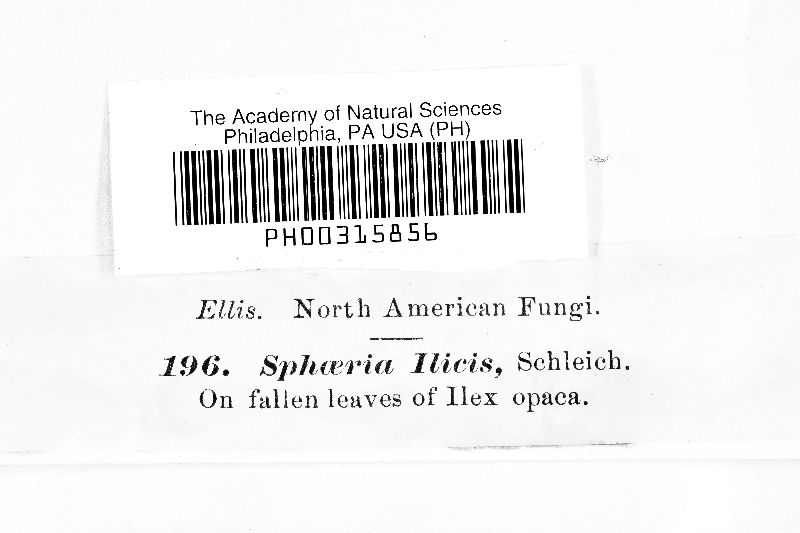 The Academy of Natural Sciences
Philadelphia, PA USA (PH)
PH00315856
Ellis. North American Fungi.
196. Sphæria Ilicis, Schleich.
On fallen leaves of Ilex opaca.